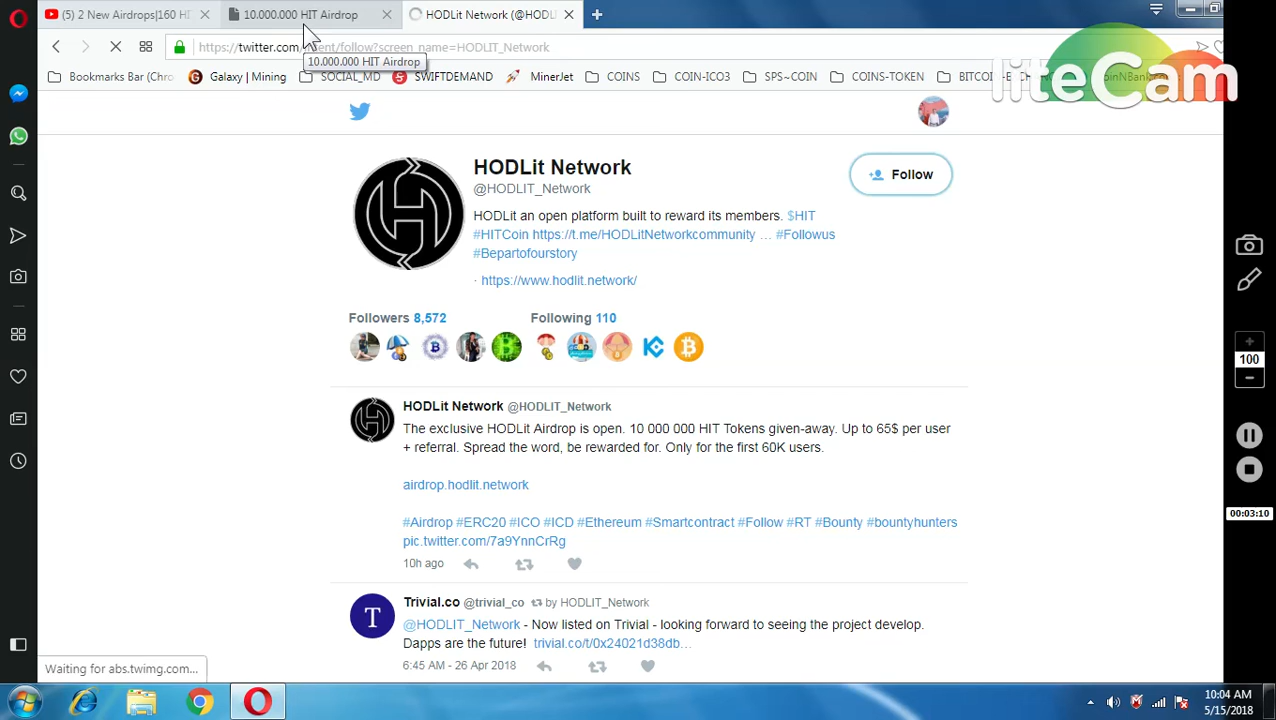 (5) 2 New Airdrops|160 HI
10.000.000 HIT Airdrop
HODLit Network (@HODL
https://twitter.com/ ent/follow?screen_name=HODLIT_Network
10.000.000 HIT Airdrop
Bookmarks Bar (Chro
Galaxy | Mining
SOCIAL_MD
SWIFTDEMAND
MinerJet
COINS
COIN-ICO3
SPS~COIN
COINS-TOKEN
liteCam
HODLit Network
@HODLIT_Network
Follow
HODLit an open platform built to reward its members. $HIT
#HITCoin https://t.me/HODLitNetworkcommunity … #Followus
#Bepartofourstory
· https://www.hodlit.network/
Followers 8,572
Following 110
HODLit Network @HODLIT_Network
The exclusive HODLit Airdrop is open. 10 000 000 HIT Tokens given-away. Up to 65$ per user
+ referral. Spread the word, be rewarded for. Only for the first 60K users.
airdrop.hodlit.network
#Airdrop #ERC20 #ICO #ICD #Ethereum #Smartcontract #Follow #RT #Bounty #bountyhunters
pic.twitter.com/7a9YnnCrRg
10h ago
T
Trivial.co @trivial_co by HODLIT_Network
@HODLIT_Network - Now listed on Trivial - looking forward to seeing the project develop.
Dapps are the future! trivial.co/t/0x24021d38db…
6:45 AM - 26 Apr 2018
Waiting for abs.twimg.com...
100
00:03:10
10:04 AM
5/15/2018